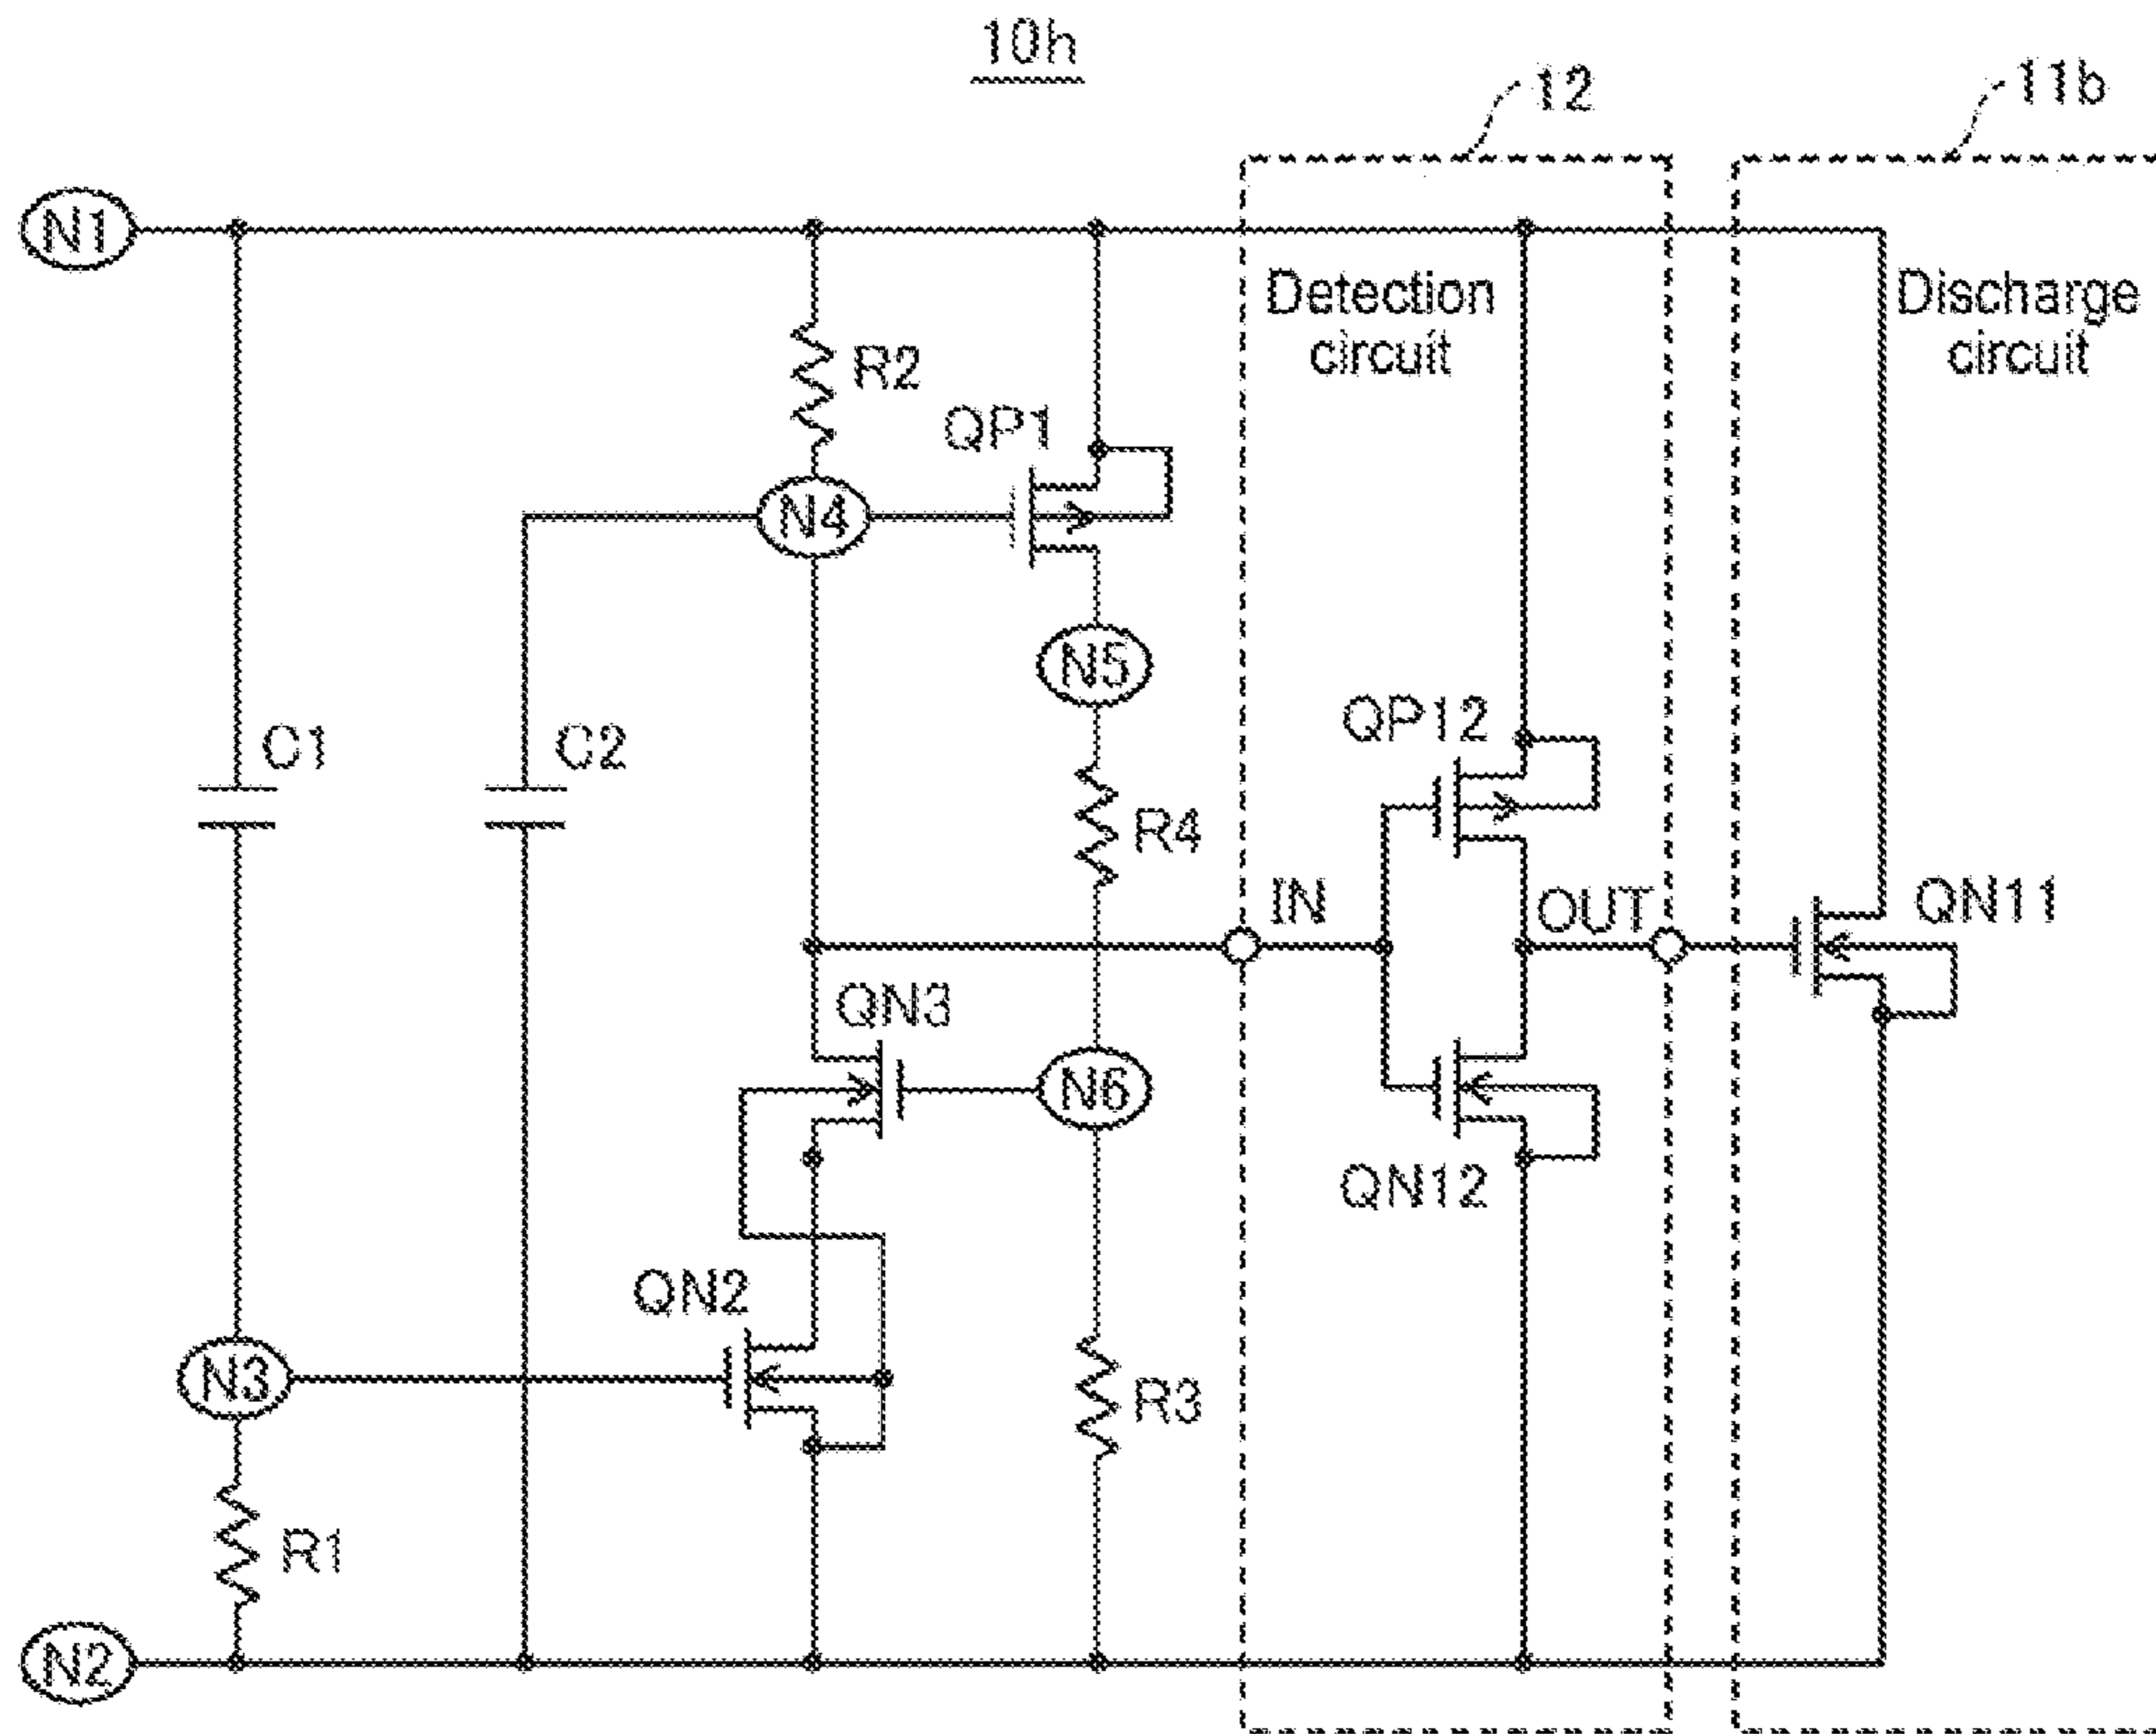 10h
12
11b
N1
Detection
circuit
Discharge
circuit
R2
QP1
N4
N5
C1
C2
QP12
R4
IN
OUT
QN11
QN3
N6
QN12
QN2
N3
R3
R1
N2